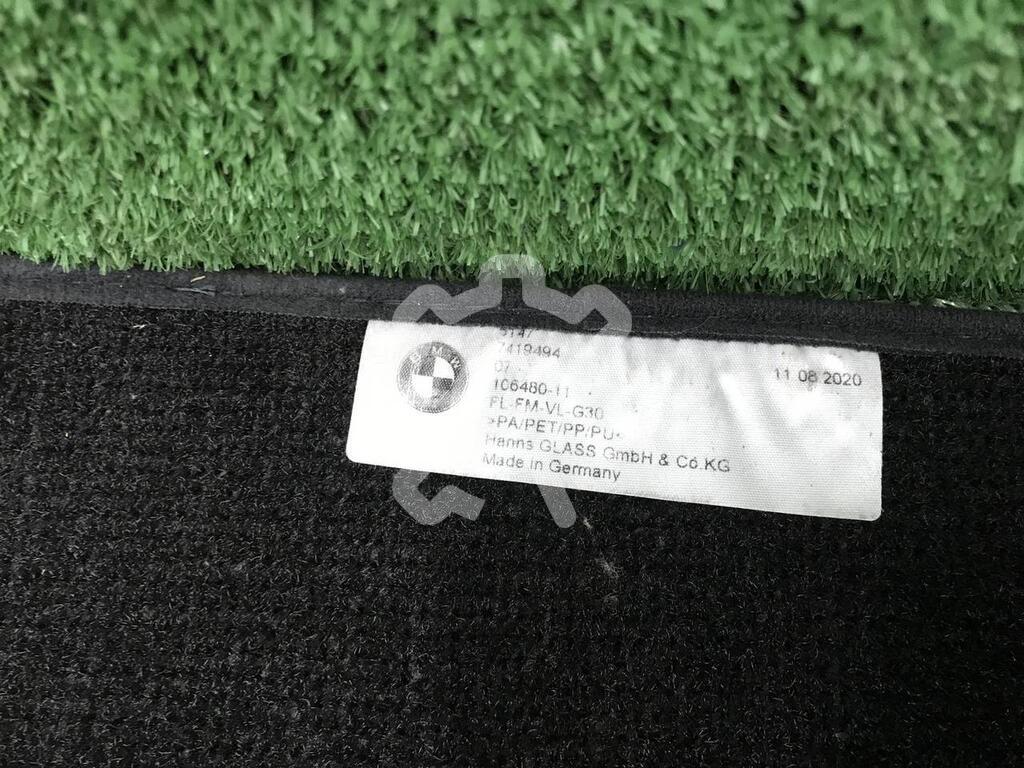 5147
7419494
07
106480-11
FL-FM-VL-G30
>PA/PET/PP/PU<
Hanns GLASS GmbH & Co.KG
Made in Germany
11 08 2020
BMW